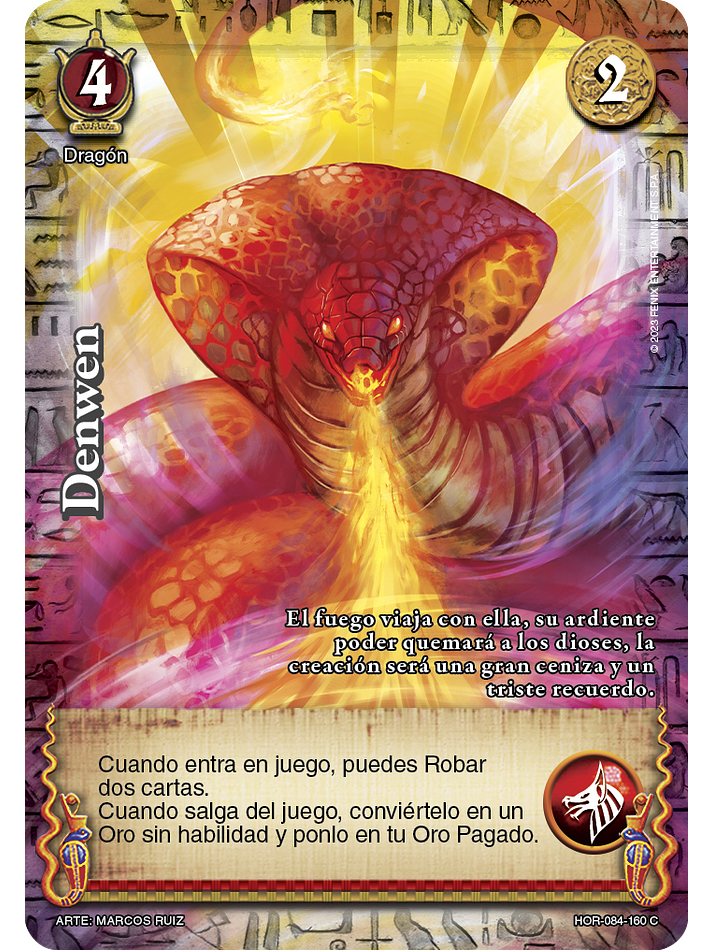 4
2
Dragón
© 2023 FENIX ENTERTAINMENT S.P.A.
Denwen
El fuego viaja con ella, su ardiente
poder quemará a los dioses, la
creación será una gran ceniza y un
triste recuerdo.
Cuando entra en juego, puedes Robar
dos cartas.
Cuando salga del juego, conviértelo en un
Oro sin habilidad y ponlo en tu Oro Pagado.
ARTE: MARCOS RUIZ
HOR-084-160 C